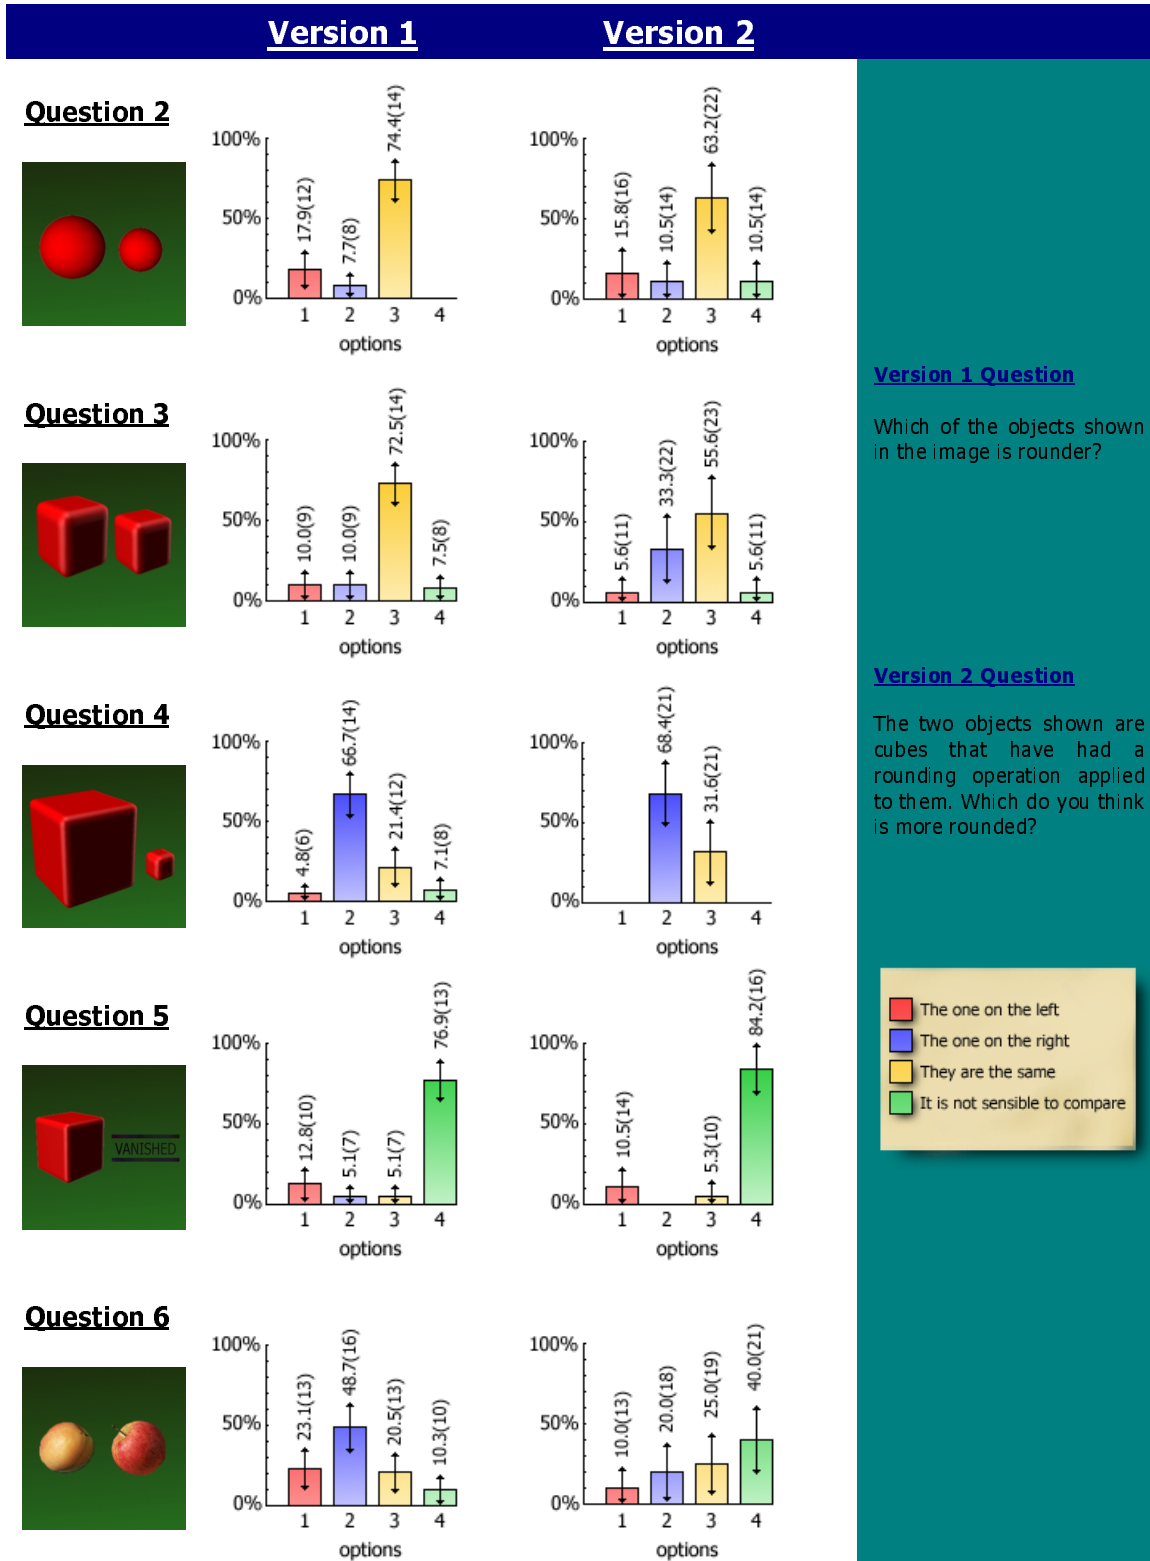 Version 1 Version 2
Question 2
100%
50%
0%
17.9(12)
7.7(8)
74.4(14)
1 2 3 4
options
100%
50%
0%
15.8(16)
10.5(14)
63.2(22)
10.5(14)
1 2 3 4
options
Question 3
100%
50%
0%
10.0(9)
10.0(9)
72.5(14)
7.5(8)
1 2 3 4
options
100%
50%
0%
5.6(11)
33.3(22)
55.6(23)
5.6(11)
1 2 3 4
options
Question 4
100%
50%
0%
4.8(6)
66.7(14)
21.4(12)
7.1(8)
1 2 3 4
options
100%
50%
0%
68.4(21)
31.6(21)
1 2 3 4
options
Question 5
VANISHED
100%
50%
0%
12.8(10)
5.1(7)
5.1(7)
76.9(13)
1 2 3 4
options
100%
50%
0%
10.5(14)
5.3(10)
84.2(16)
1 2 3 4
options
Question 6
100%
50%
0%
23.1(13)
48.7(16)
20.5(13)
10.3(10)
1 2 3 4
options
100%
50%
0%
10.0(13)
20.0(18)
25.0(19)
40.0(21)
1 2 3 4
options
Version 1 Question
Which of the objects shown
in the image is rounder?
Version 2 Question
The two objects shown are
cubes that have had a
rounding operation applied
to them. Which do you think
is more rounded?
The one on the left
The one on the right
They are the same
It is not sensible to compare